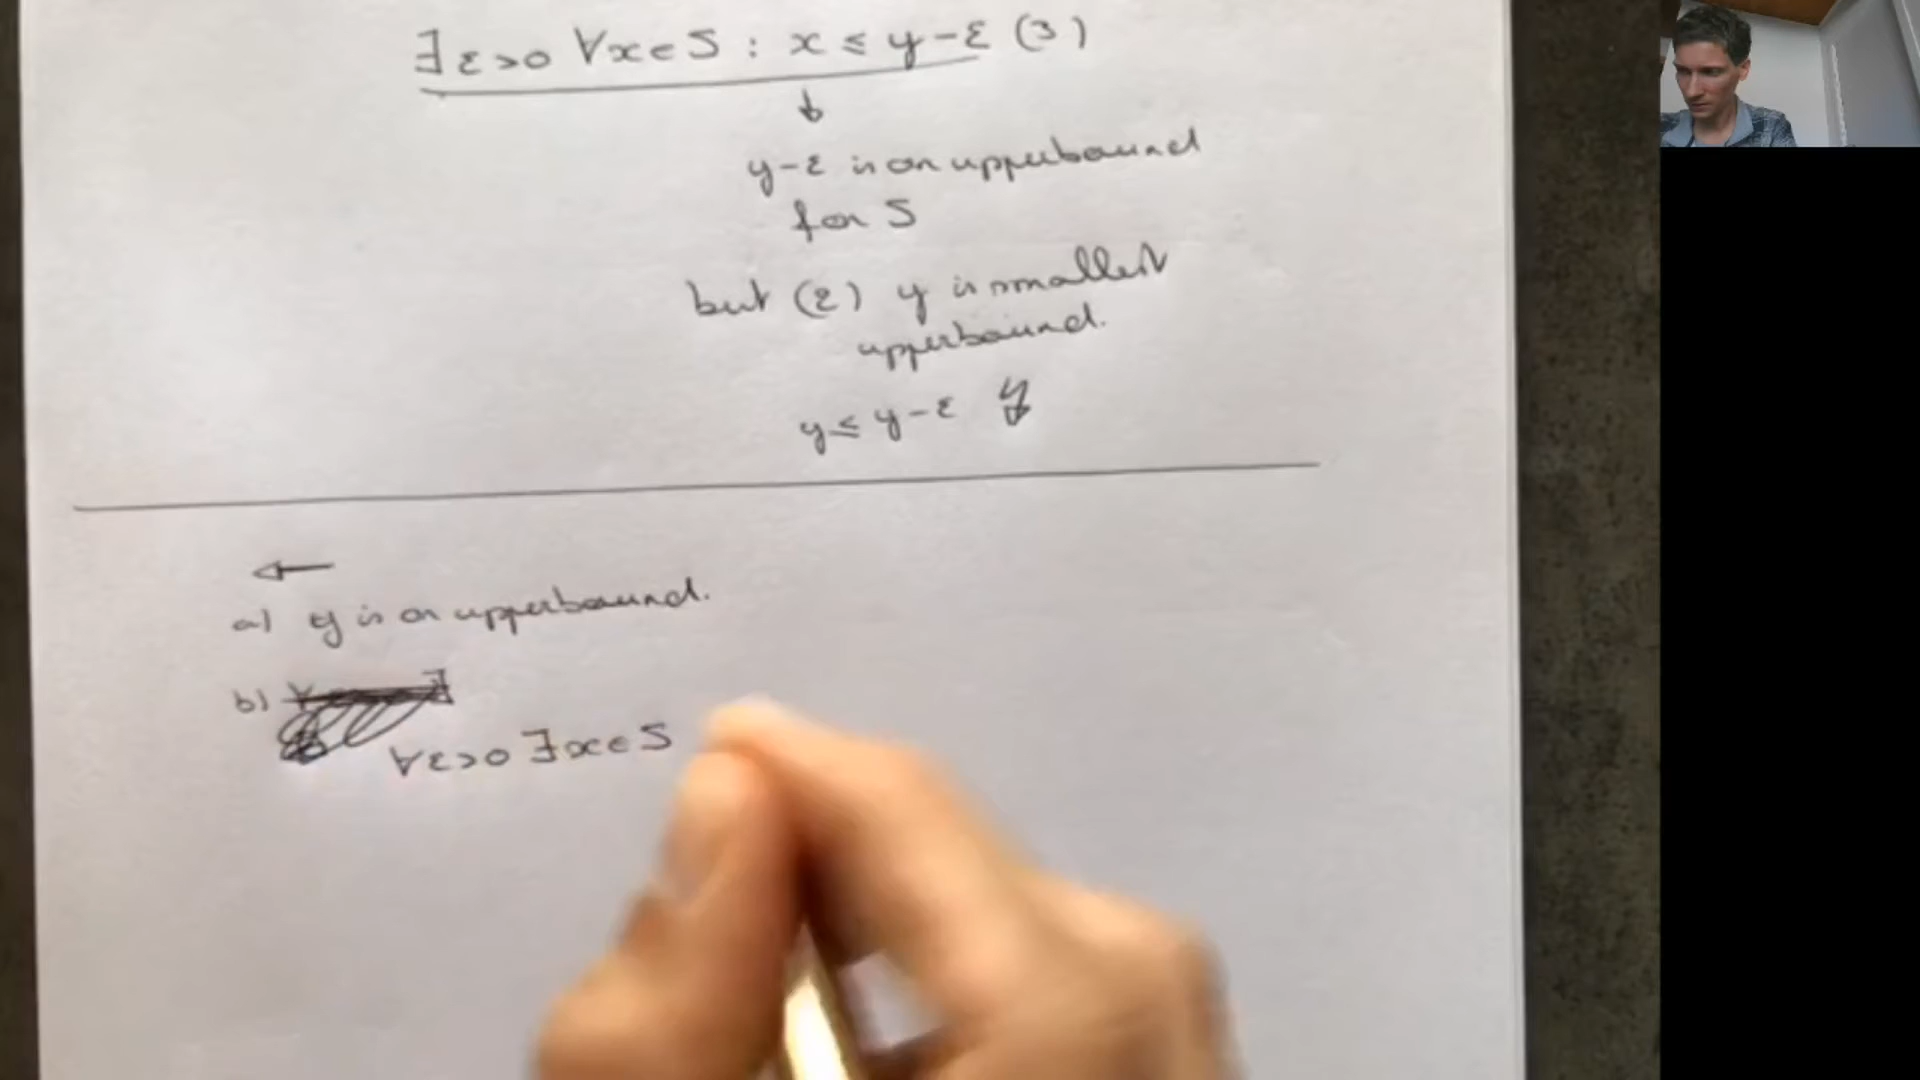 ∃ε>0 ∀x∈S : x ≤ y-ε (3)
↓
y-ε is an upperbound
for S
but (2) y is smallest
upperbound.
y ≤ y-ε ↯
←
a) y is an upperbound.
b)
∀ε>0 ∃x∈S